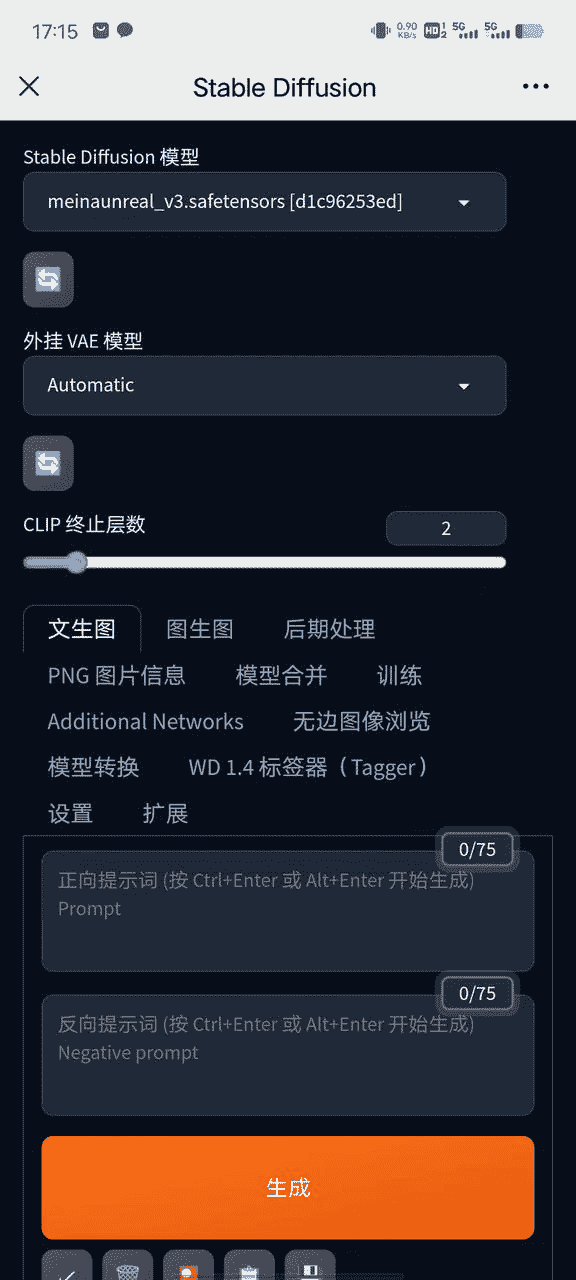 17:15
0.90 KB/s HD 1 2 5G 5G
Stable Diffusion
Stable Diffusion 模型
meinaunreal_v3.safetensors [d1c96253ed]
外挂 VAE 模型
Automatic
CLIP 终止层数
2
文生图 图生图 后期处理
PNG 图片信息 模型合并 训练
Additional Networks 无边图像浏览
模型转换 WD 1.4 标签器（Tagger）
设置 扩展
0/75
正向提示词 (按 Ctrl+Enter 或 Alt+Enter 开始生成)
Prompt
0/75
反向提示词 (按 Ctrl+Enter 或 Alt+Enter 开始生成)
Negative prompt
生成